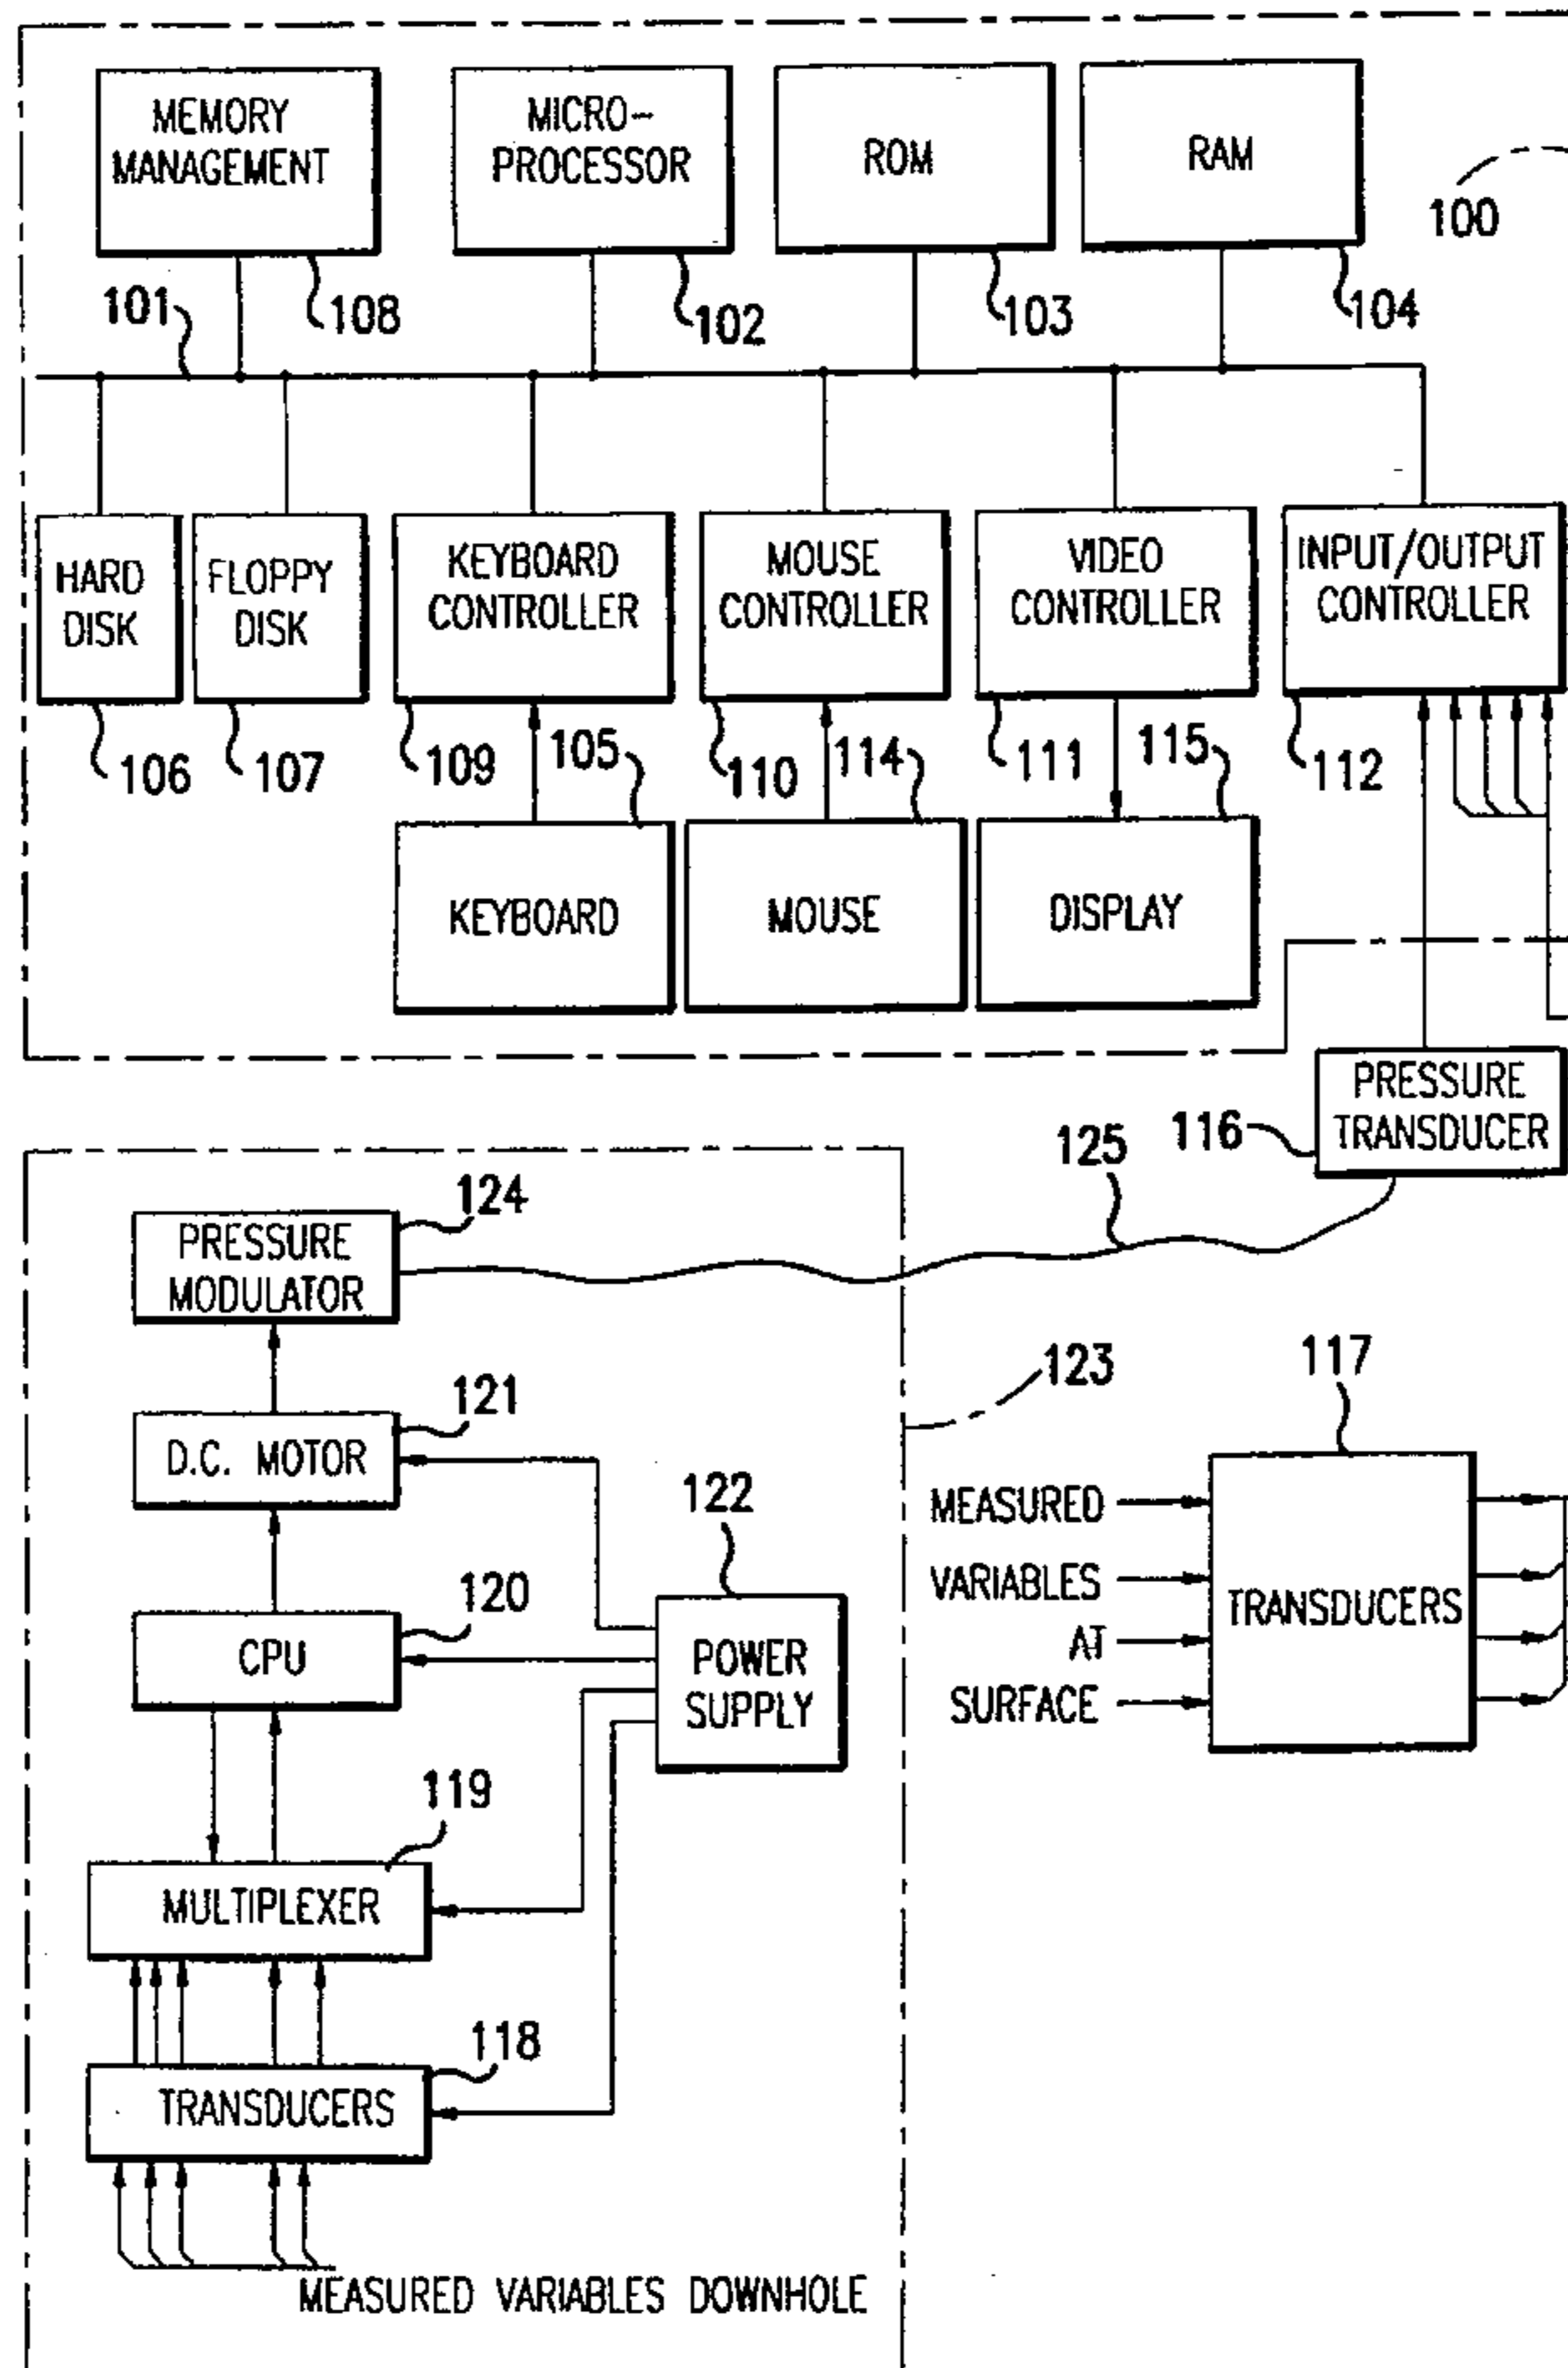 MEMORY
MANAGEMENT
MICRO-
PROCESSOR
ROM
RAM
100
101
108
102
103
104
HARD
DISK
FLOPPY
DISK
KEYBOARD
CONTROLLER
MOUSE
CONTROLLER
VIDEO
CONTROLLER
INPUT/OUTPUT
CONTROLLER
106
107
109
105
110
114
111
115
112
KEYBOARD
MOUSE
DISPLAY
PRESSURE
TRANSDUCER
116
125
124
PRESSURE
MODULATOR
123
117
121
D.C. MOTOR
122
MEASURED
VARIABLES
AT
SURFACE
TRANSDUCERS
120
CPU
POWER
SUPPLY
119
MULTIPLEXER
118
TRANSDUCERS
MEASURED VARIABLES DOWNHOLE